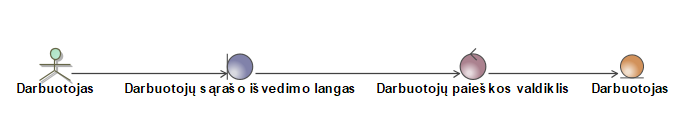 Darbuotojas
Darbuotojų sąrašo išvedimo langas
Darbuotojų paieškos valdiklis
Darbuotojas